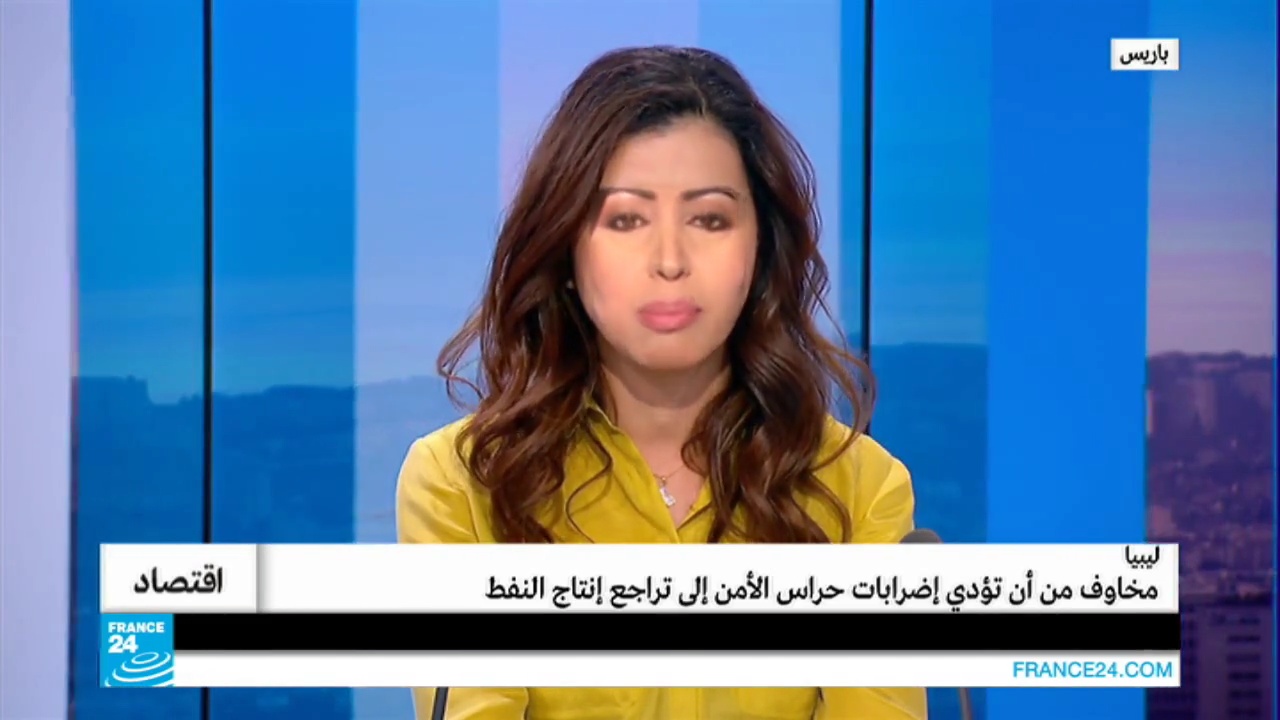 باريس
ليبيا
مخاوف من أن تؤدي إضرابات حراس الأمن إلى تراجع إنتاج النفط
اقتصاد
FRANCE
24
FRANCE24.COM